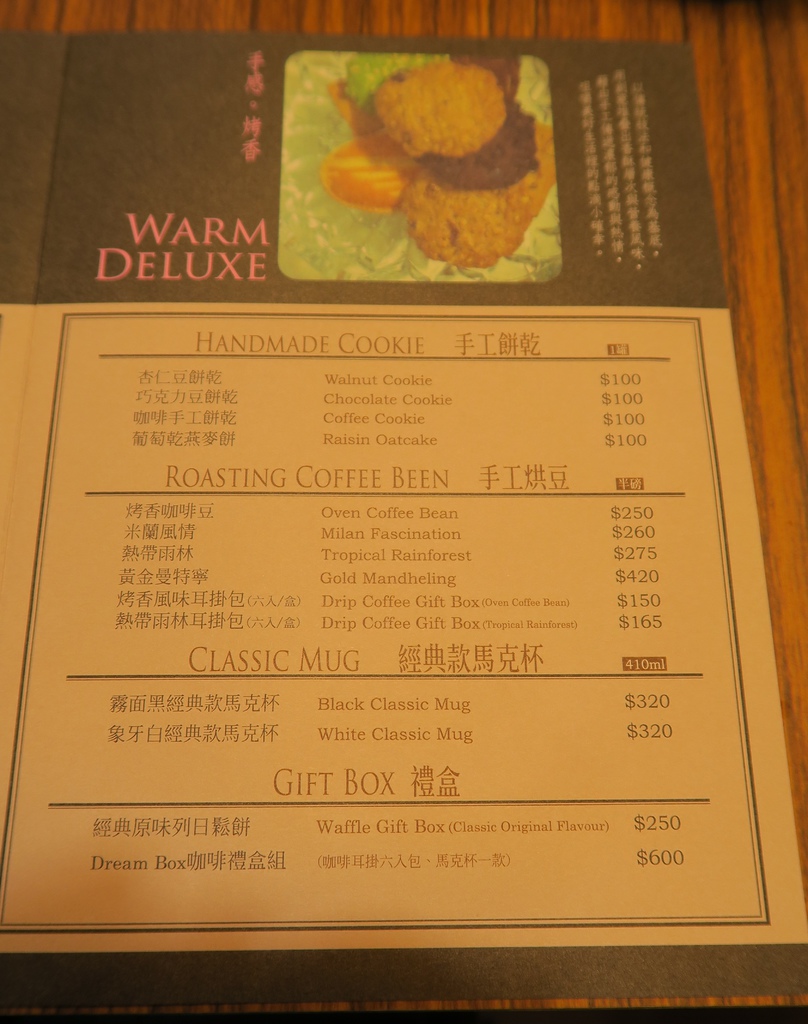 手感。烤香
WARM
DELUXE
HANDMADE COOKIE 手工餅乾 1罐
杏仁豆餅乾 Walnut Cookie $100
巧克力豆餅乾 Chocolate Cookie $100
咖啡手工餅乾 Coffee Cookie $100
葡萄乾燕麥餅 Raisin Oatcake $100
ROASTING COFFEE BEEN 手工烘豆 半磅
烤香咖啡豆 Oven Coffee Bean $250
米蘭風情 Milan Fascination $260
熱帶雨林 Tropical Rainforest $275
黃金曼特寧 Gold Mandheling $420
烤香風味耳掛包(六入/盒) Drip Coffee Gift Box (Oven Coffee Bean) $150
熱帶雨林耳掛包(六入/盒) Drip Coffee Gift Box (Tropical Rainforest) $165
CLASSIC MUG 經典款馬克杯 410ml
霧面黑經典款馬克杯 Black Classic Mug $320
象牙白經典款馬克杯 White Classic Mug $320
GIFT BOX 禮盒
經典原味列日鬆餅 Waffle Gift Box (Classic Original Flavour) $250
Dream Box咖啡禮盒組 (咖啡耳掛六入包、馬克杯一款) $600